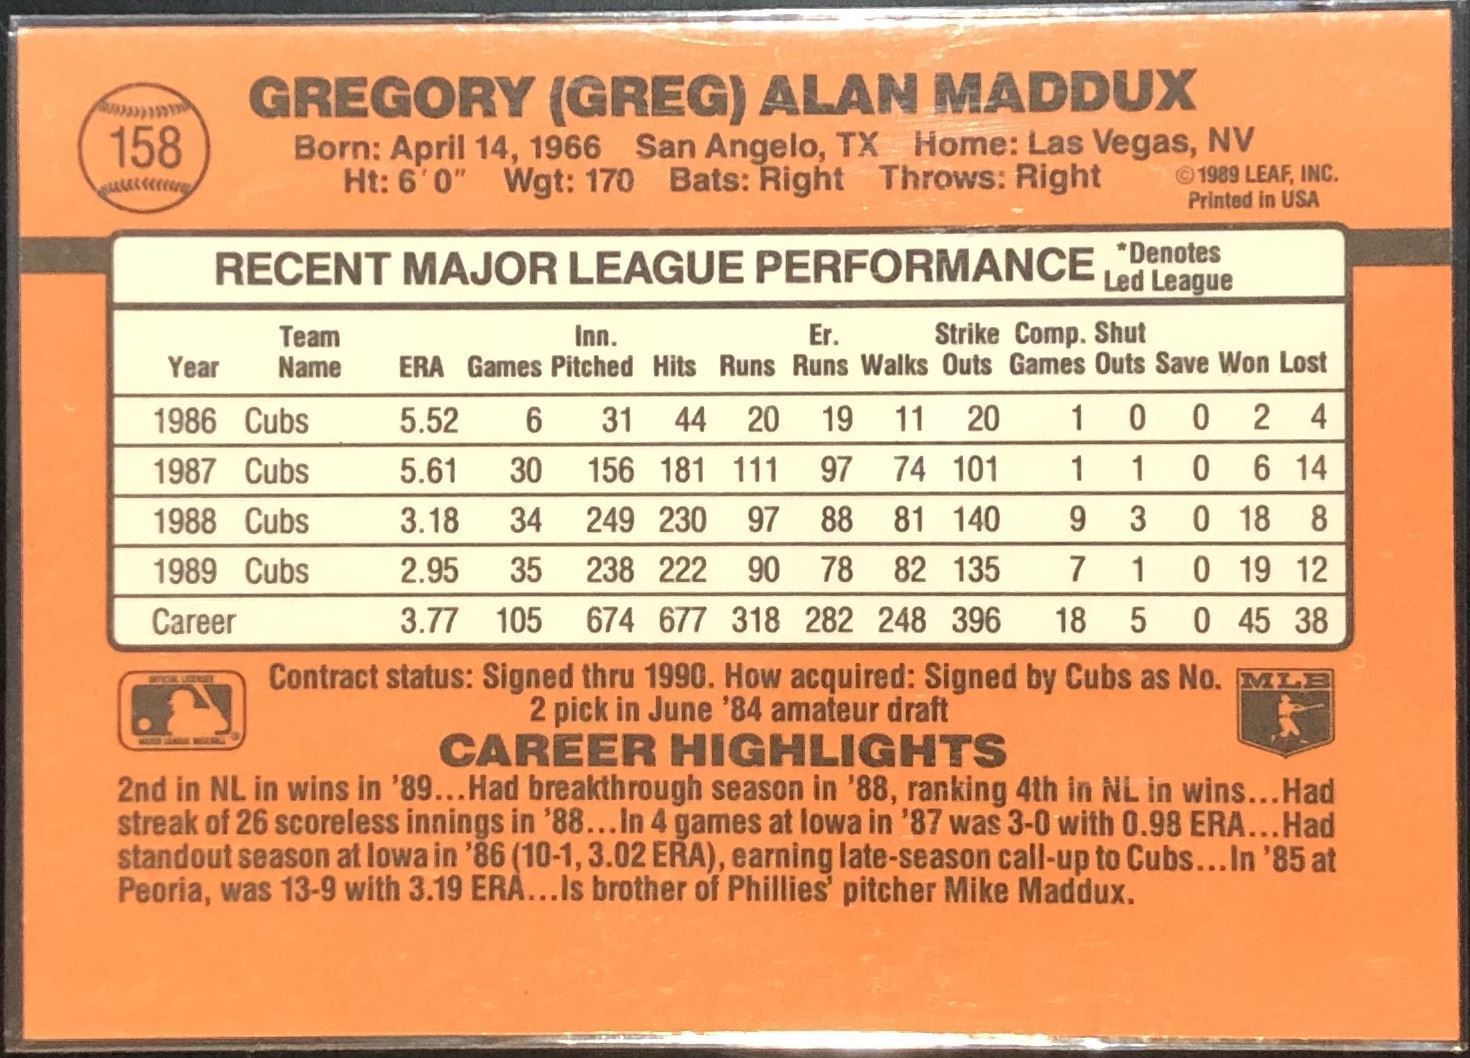 158
GREGORY (GREG) ALAN MADDUX
Born: April 14, 1966 San Angelo, TX Home: Las Vegas, NV
Ht: 6'0" Wgt: 170 Bats: Right Throws: Right
©1989 LEAF, INC.
Printed in USA
RECENT MAJOR LEAGUE PERFORMANCE *Denotes
Led League
Team Inn. Er. Strike Comp. Shut
Year Name ERA Games Pitched Hits Runs Runs Walks Outs Games Outs Save Won Lost
1986 Cubs 5.52 6 31 44 20 19 11 20 1 0 0 2 4
1987 Cubs 5.61 30 156 181 111 97 74 101 1 1 0 6 14
1988 Cubs 3.18 34 249 230 97 88 81 140 9 3 0 18 8
1989 Cubs 2.95 35 238 222 90 78 82 135 7 1 0 19 12
Career 3.77 105 674 677 318 282 248 396 18 5 0 45 38
Contract status: Signed thru 1990. How acquired: Signed by Cubs as No.
2 pick in June '84 amateur draft
MLB
CAREER HIGHLIGHTS
2nd in NL in wins in '89...Had breakthrough season in '88, ranking 4th in NL in wins...Had
streak of 26 scoreless innings in '88...In 4 games at Iowa in '87 was 3-0 with 0.98 ERA...Had
standout season at Iowa in '86 (10-1, 3.02 ERA), earning late-season call-up to Cubs...In '85 at
Peoria, was 13-9 with 3.19 ERA...Is brother of Phillies' pitcher Mike Maddux.